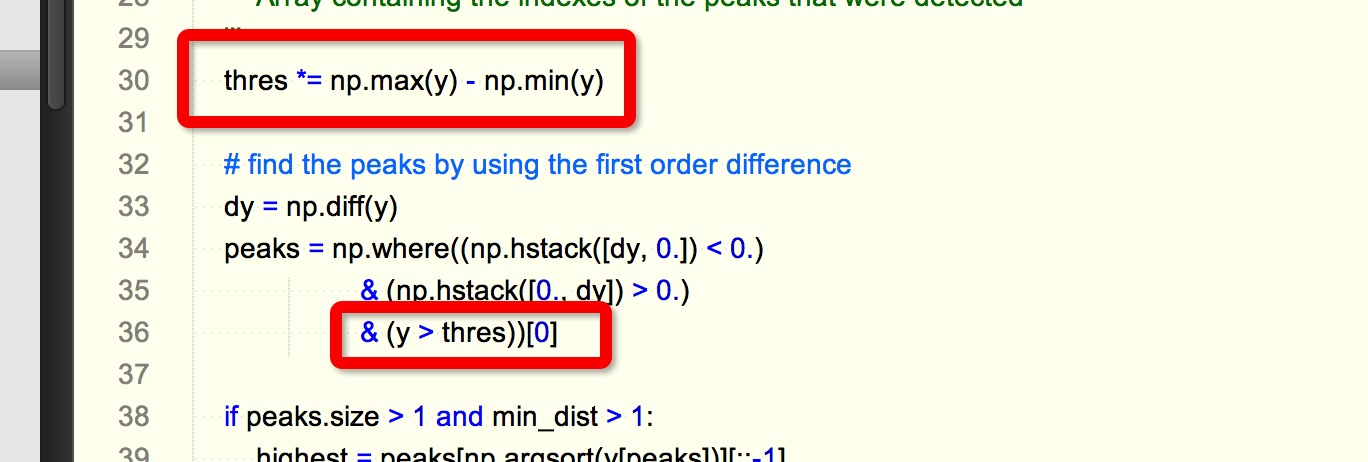 28 Array containing the indexes of the peaks that were detected
29 '''
30 thres *= np.max(y) - np.min(y)
31
32 # find the peaks by using the first order difference
33 dy = np.diff(y)
34 peaks = np.where((np.hstack([dy, 0.]) < 0.)
35 & (np.hstack([0., dy]) > 0.)
36 & (y > thres))[0]
37
38 if peaks.size > 1 and min_dist > 1:
39 highest = peaks[np.argsort(y[peaks])][::-1]